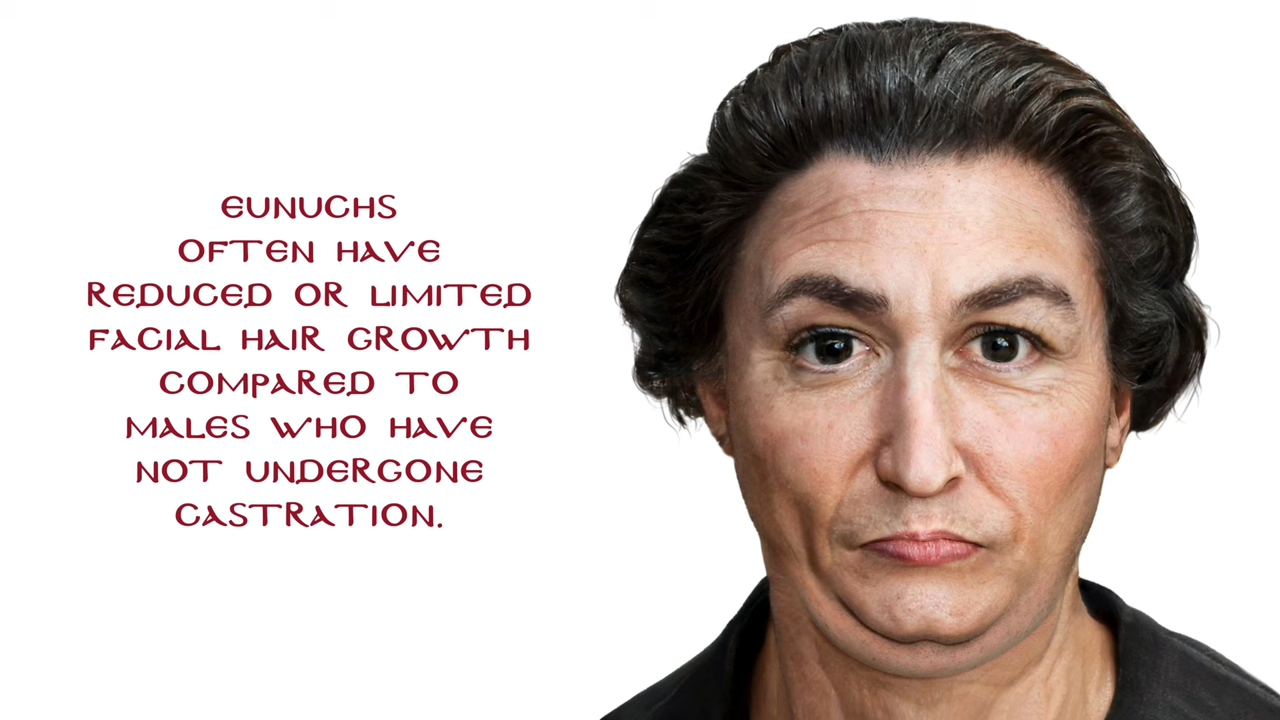 EUNUCHS
OFTEN HAVE
REDUCED OR LIMITED
FACIAL HAIR GROWTH
COMPARED TO
MALES WHO HAVE
NOT UNDERGONE
CASTRATION.